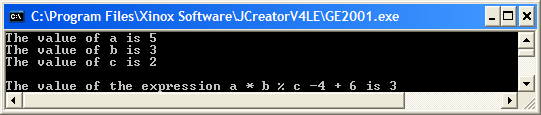 C:\Program Files\Xinox Software\JCreatorV4LE\GE2001.exe
The value of a is 5
The value of b is 3
The value of c is 2
The value of the expression a * b % c -4 + 6 is 3